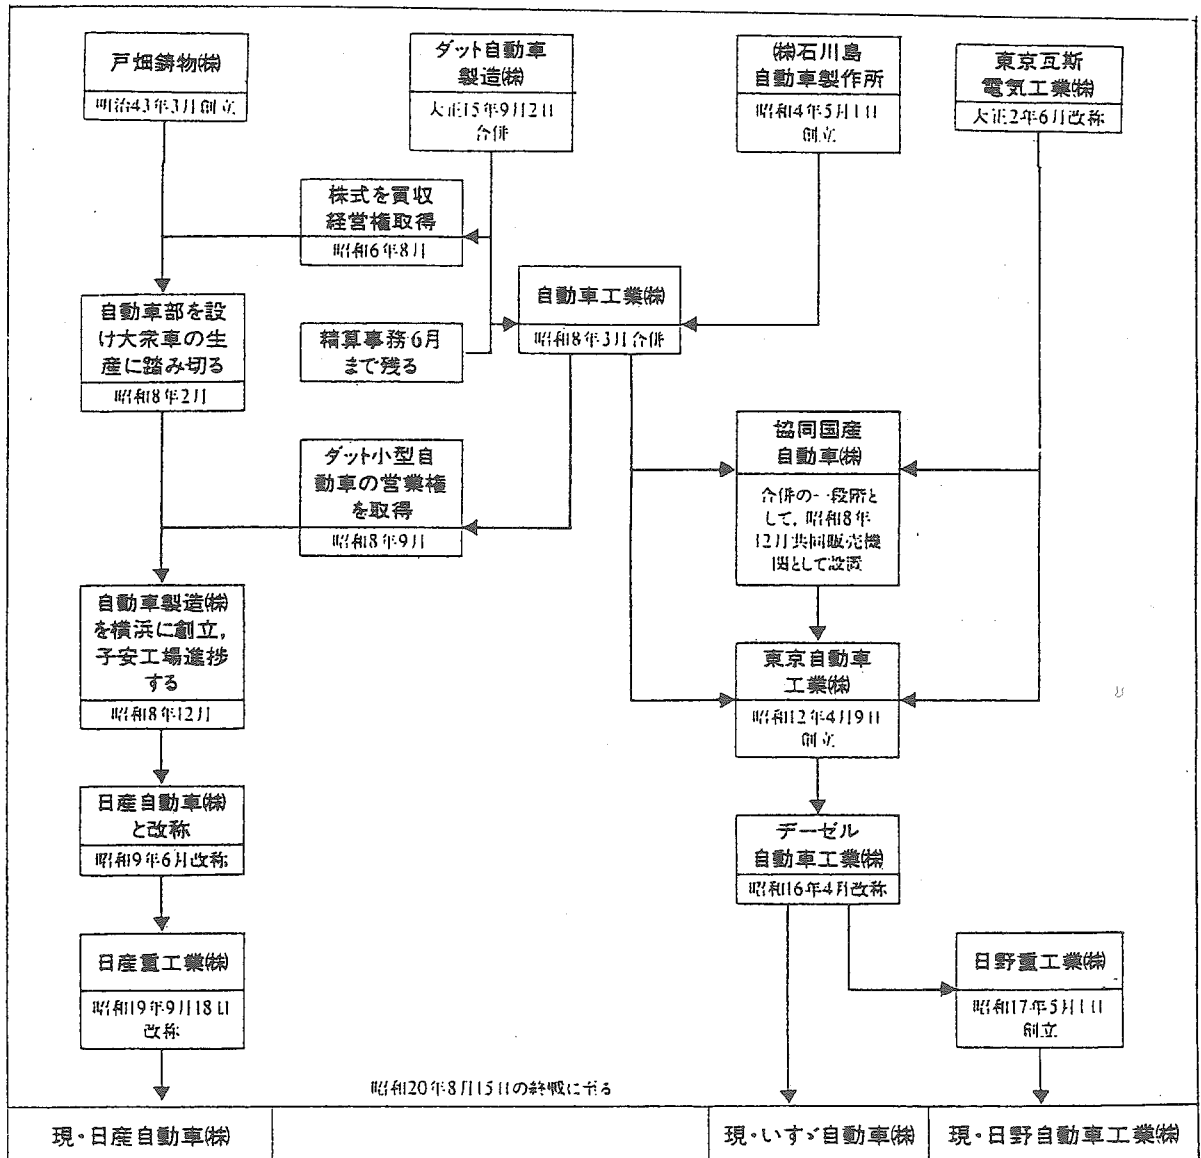 戸畑鋳物㈱
明治43年3月創立
ダット自動車
製造㈱
大正15年9月2日
合併
㈱石川島
自動車製作所
昭和4年5月1日
創立
東京瓦斯
電気工業㈱
大正2年6月改称
株式を買収
経営権取得
昭和6年8月
自動車工業㈱
昭和8年3月合併
自動車部を設
け大衆車の生
産に踏み切る
昭和8年2月
精算事務6月
まで残る
ダット小型自
動車の営業権
を取得
昭和8年9月
協同国産
自動車㈱
合併の一段所と
して,昭和8年
12月共同販売機
関として設置
自動車製造㈱
を横浜に創立,
子安工場進捗
する
昭和8年12月
東京自動車
工業㈱
昭和12年4月9日
創立
日産自動車㈱
と改称
昭和9年6月改称
デーゼル
自動車工業㈱
昭和16年4月改称
日産重工業㈱
昭和19年9月18日
改称
日野重工業㈱
昭和17年5月1日
創立
昭和20年8月15日の終戦に至る
現・日産自動車㈱
現・いすゞ自動車㈱
現・日野自動車工業㈱